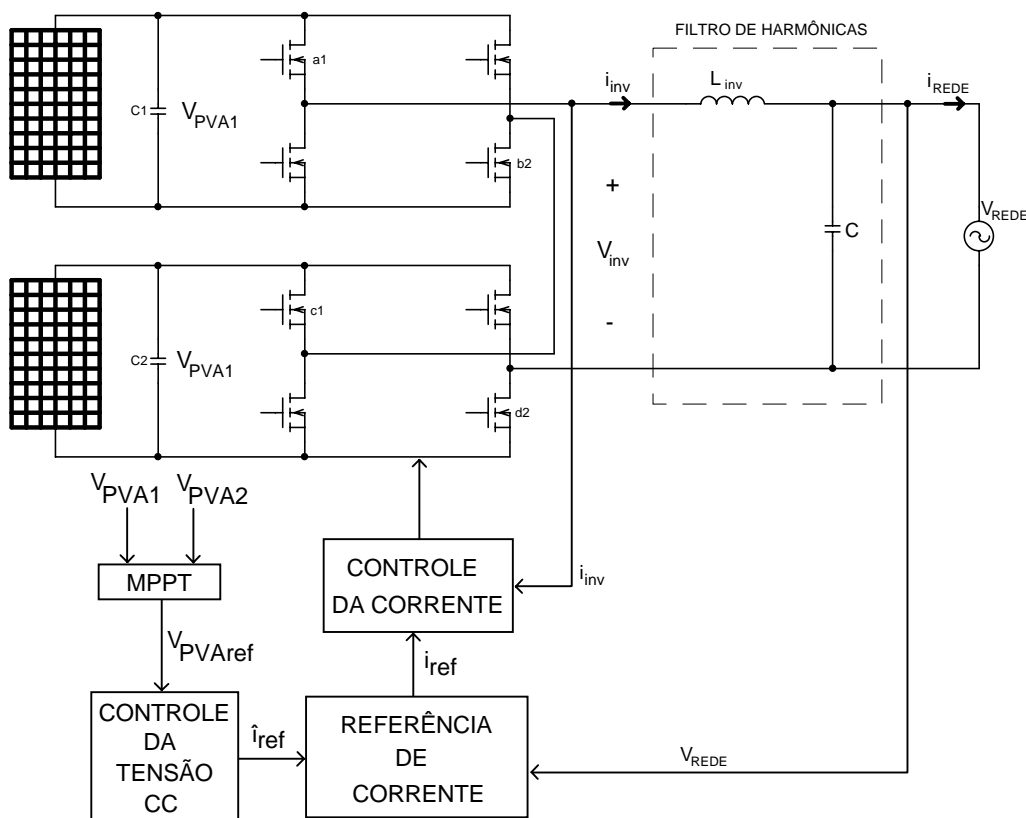 FILTRO DE HARMÔNICAS
a1
C1
V_PVA1
b2
i_inv
L_inv
i_REDE
+
V_inv
-
C
V_REDE
c1
C2
V_PVA1
d2
V_PVA1
V_PVA2
MPPT
V_PVAref
CONTROLE
DA CORRENTE
i_inv
i_ref
CONTROLE
DA
TENSÃO
CC
î_ref
REFERÊNCIA
DE
CORRENTE
V_REDE